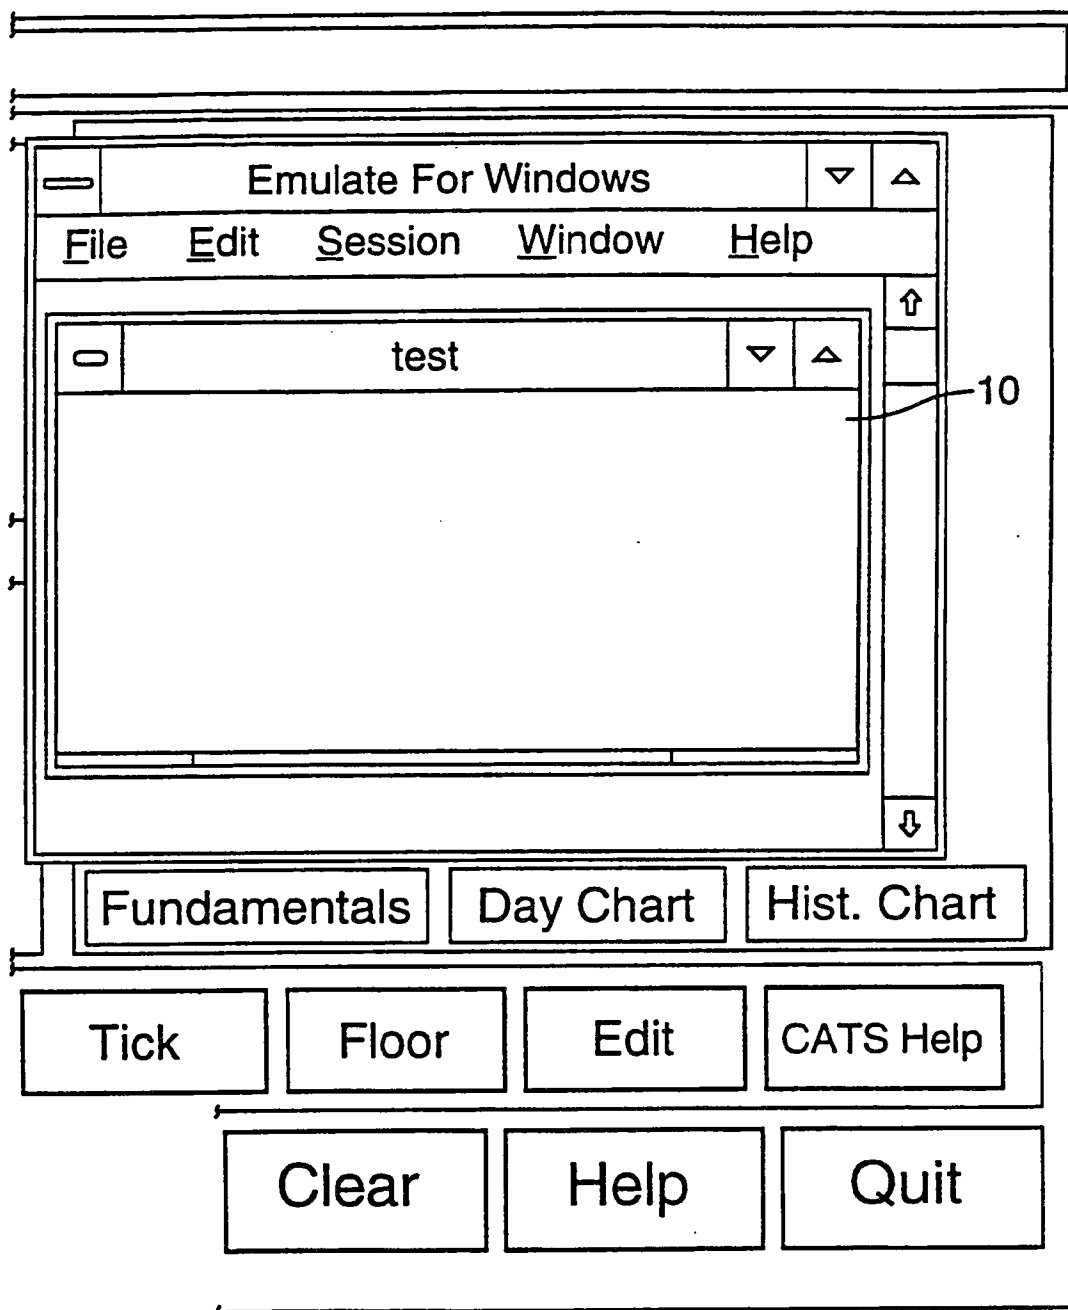 Emulate For Windows
File Edit Session Window Help
test
10
Fundamentals Day Chart Hist. Chart
Tick Floor Edit CATS Help
Clear Help Quit